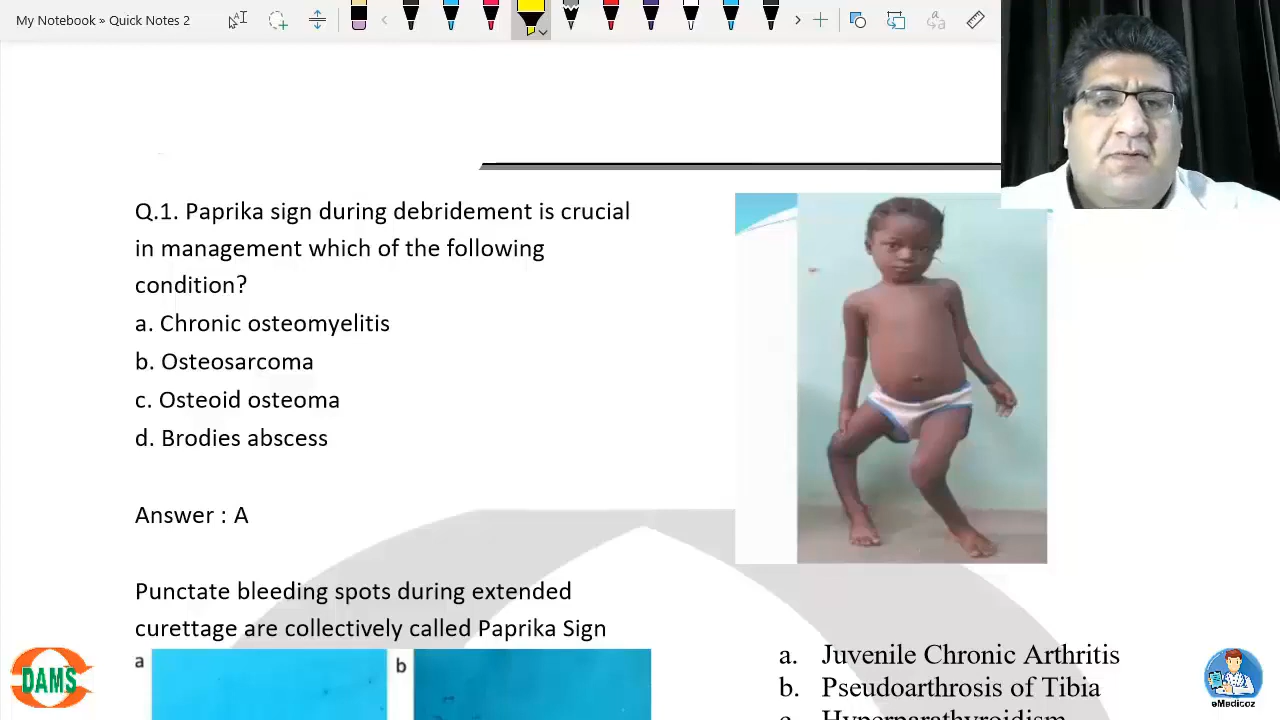 My Notebook » Quick Notes 2
Q.1. Paprika sign during debridement is crucial
in management which of the following
condition?
a. Chronic osteomyelitis
b. Osteosarcoma
c. Osteoid osteoma
d. Brodies abscess
Answer : A
Punctate bleeding spots during extended
curettage are collectively called Paprika Sign
a
b
a. Juvenile Chronic Arthritis
b. Pseudoarthrosis of Tibia
c. Hyperparathyroidism
DAMS
eMedicoz